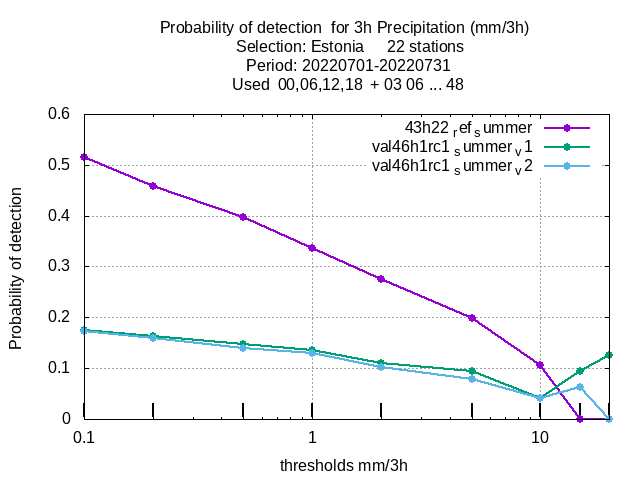 Probability of detection  for 3h Precipitation (mm/3h)
Selection: Estonia     22 stations
Period: 20220701-20220731
Used  00,06,12,18  + 03 06 ... 48
43h22 ref summer
val46h1rc1 summer v1
val46h1rc1 summer v2
0.6
0.5
0.4
0.3
0.2
0.1
0
Probability of detection
0.1 1 10
thresholds mm/3h